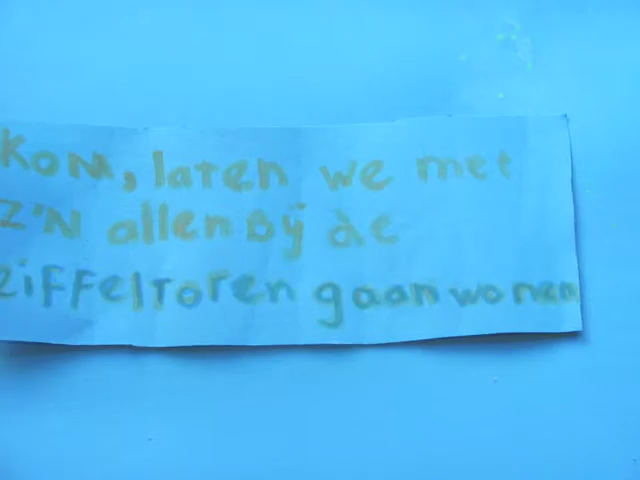 KOM, laten we met
Z'N allen Bij de
eiffeltoren gaan wonen